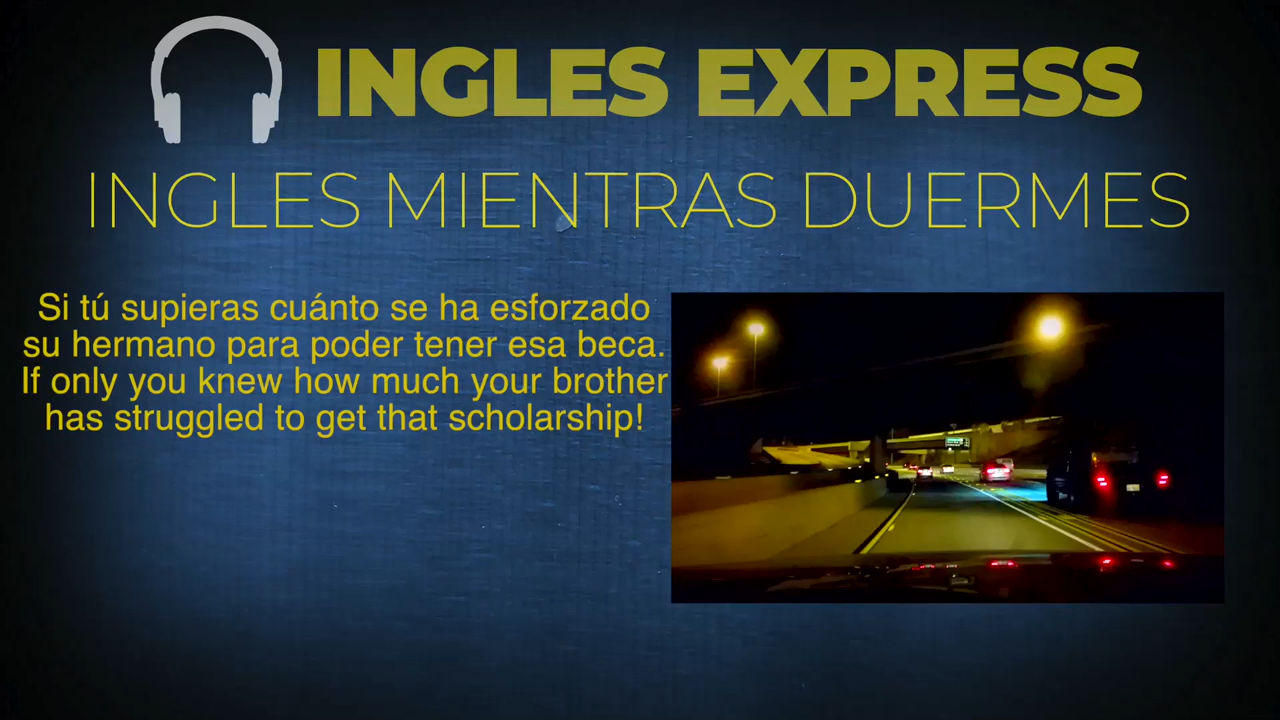 INGLES EXPRESS
INGLES MIENTRAS DUERMES
Si tú supieras cuánto se ha esforzado
su hermano para poder tener esa beca.
If only you knew how much your brother
has struggled to get that scholarship!